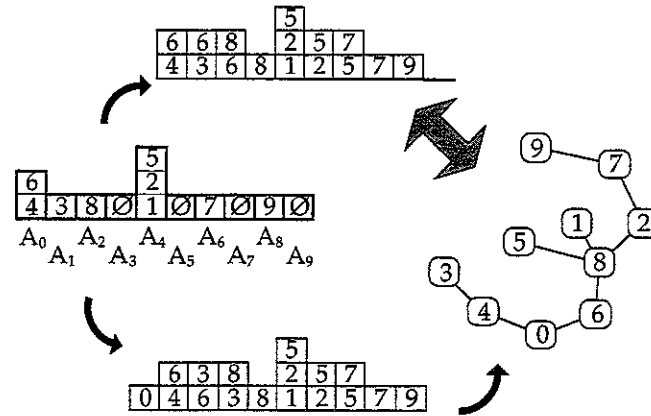 5
6 6 8 2 5 7
4 3 6 8 1 2 5 7 9
5
6 2
4 3 8 Ø 1 Ø 7 Ø 9 Ø
A₀ A₂ A₄ A₆ A₈
A₁ A₃ A₅ A₇ A₉
9 7
1 2
5 8
3
4 0 6
5
6 3 8 2 5 7
0 4 6 3 8 1 2 5 7 9